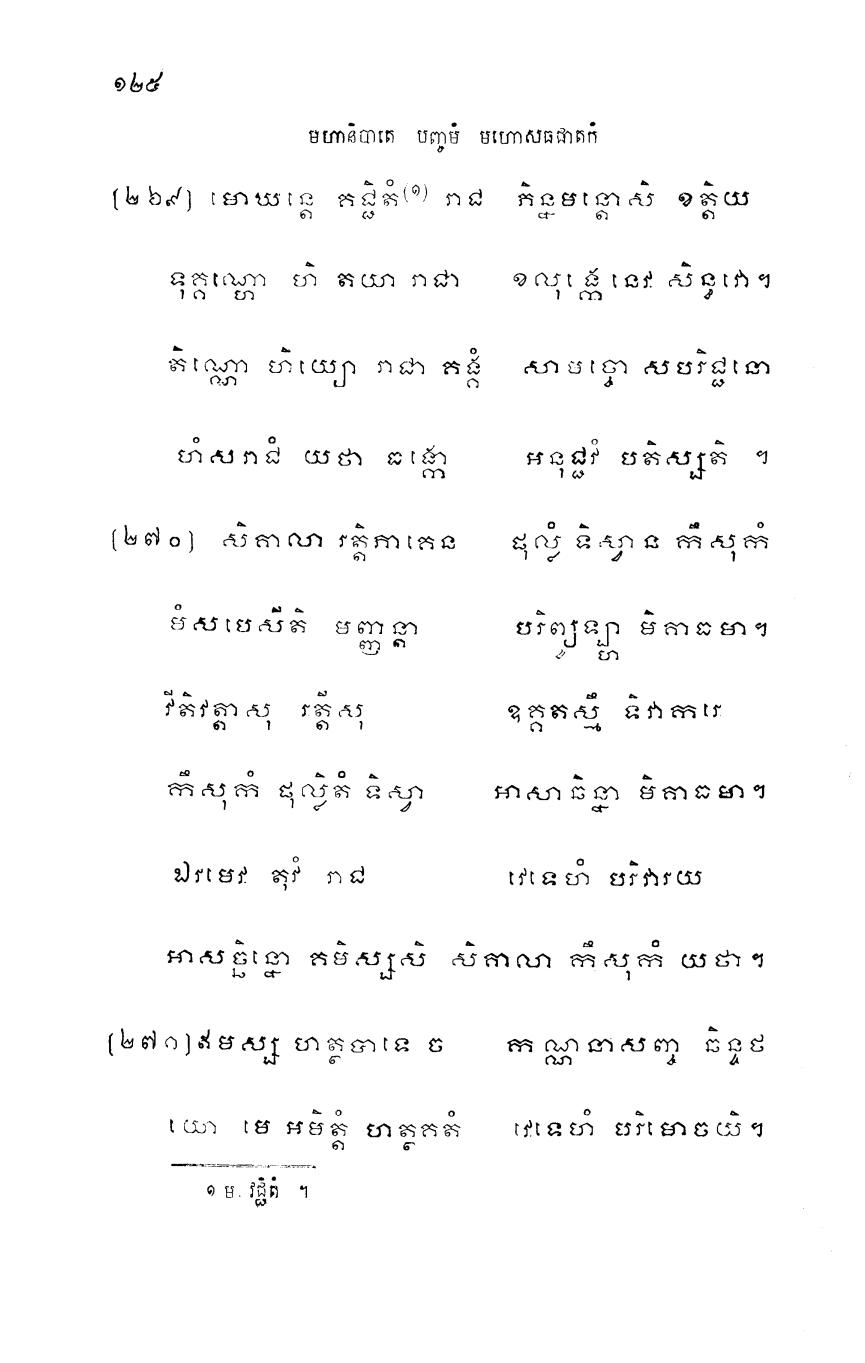 ១២៥
មហានិបាតេ បញ្ចមំ មហោសធជាតកំ
[២៦៩] មោឃន្តេ គជ្ជិតំ(១) រាជ ភិន្នមន្តោសិ ខត្តិយ
ទុគ្គណ្ហោ ហិ តយា រាជា ខលុង្កេនេវ សិន្ធវោ។
តិណ្ណោ ហិយ្យោ រាជា គង្គំ សាមច្ចោ សបរិជ្ជនោ
ហំសរាជំ យថា ធង្កោ អនុជ្ជវំ បតិស្សតិ ។
[២៧០] សិគាលា រត្តិភាគេន ផុល្លំ ទិស្វាន កឹសុកំ
មំសបេសីតិ មញ្ញន្តា បរិព្យូឡ្ហា មិគាធមា។
វីតិវត្តាសុ រត្តីសុ ឧគ្គតស្មឹ ទិវាករេ
កឹសុកំ ផុល្លិតំ ទិស្វា អាសាឆិន្នា មិគាធមា។
ឯវមេវ តុវំ រាជ វេទេហំ បរិវារយ
អាសច្ឆិន្នោ គមិស្សសិ សិគាលា កឹសុកំ យថា។
[២៧១] ឥមស្ស ហត្ថបាទេ ច កណ្ណនាសញ្ច ឆិន្ទថ
យោ មេ អមិត្តំ ហត្ថគតំ វេទេហំ បរិមោចយិ។
១ ម. វជ្ជិតំ ។